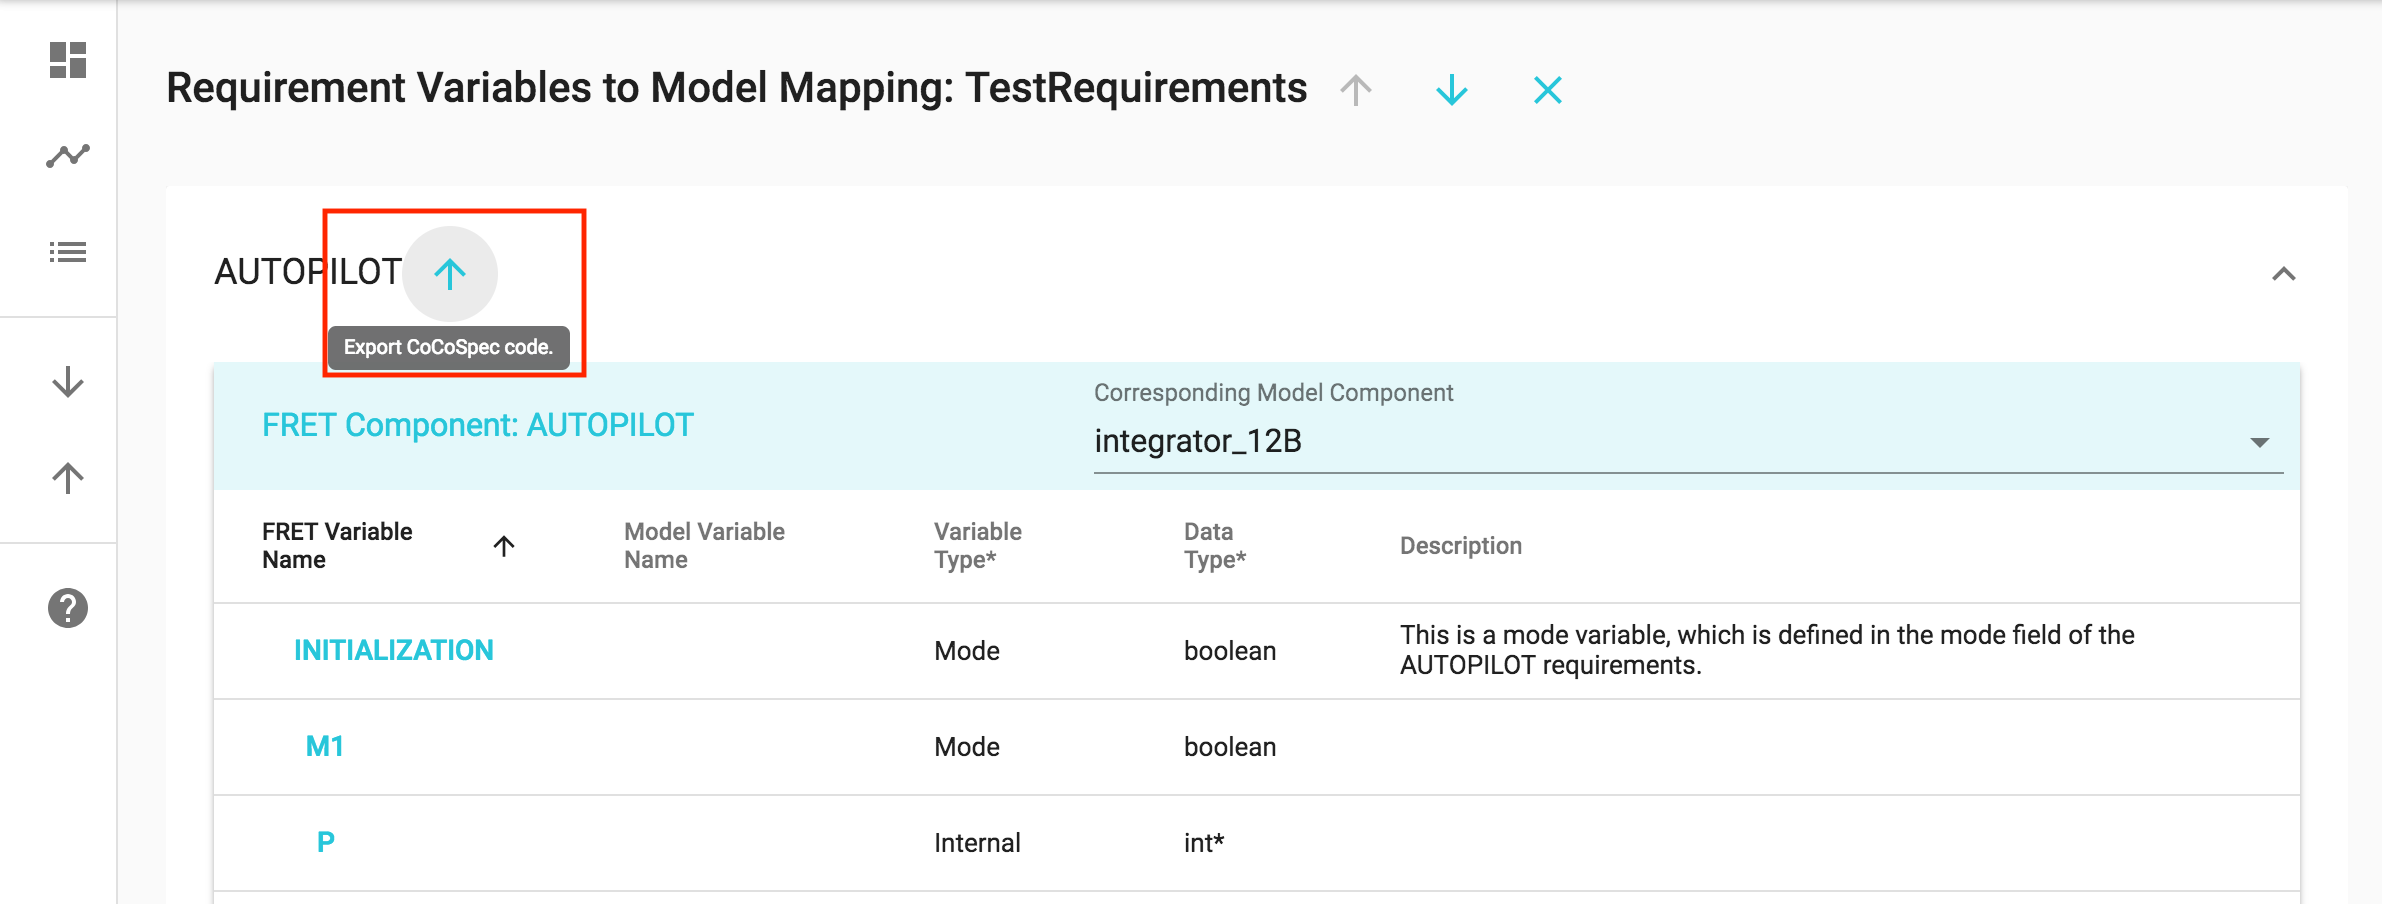 Requirement Variables to Model Mapping: TestRequirements
AUTOPILOT
Export CoCoSpec code.
FRET Component: AUTOPILOT
Corresponding Model Component
integrator_12B
FRET Variable
Name
Model Variable
Name
Variable
Type*
Data
Type*
Description
INITIALIZATION
Mode
boolean
This is a mode variable, which is defined in the mode field of the
AUTOPILOT requirements.
M1
Mode
boolean
P
Internal
int*